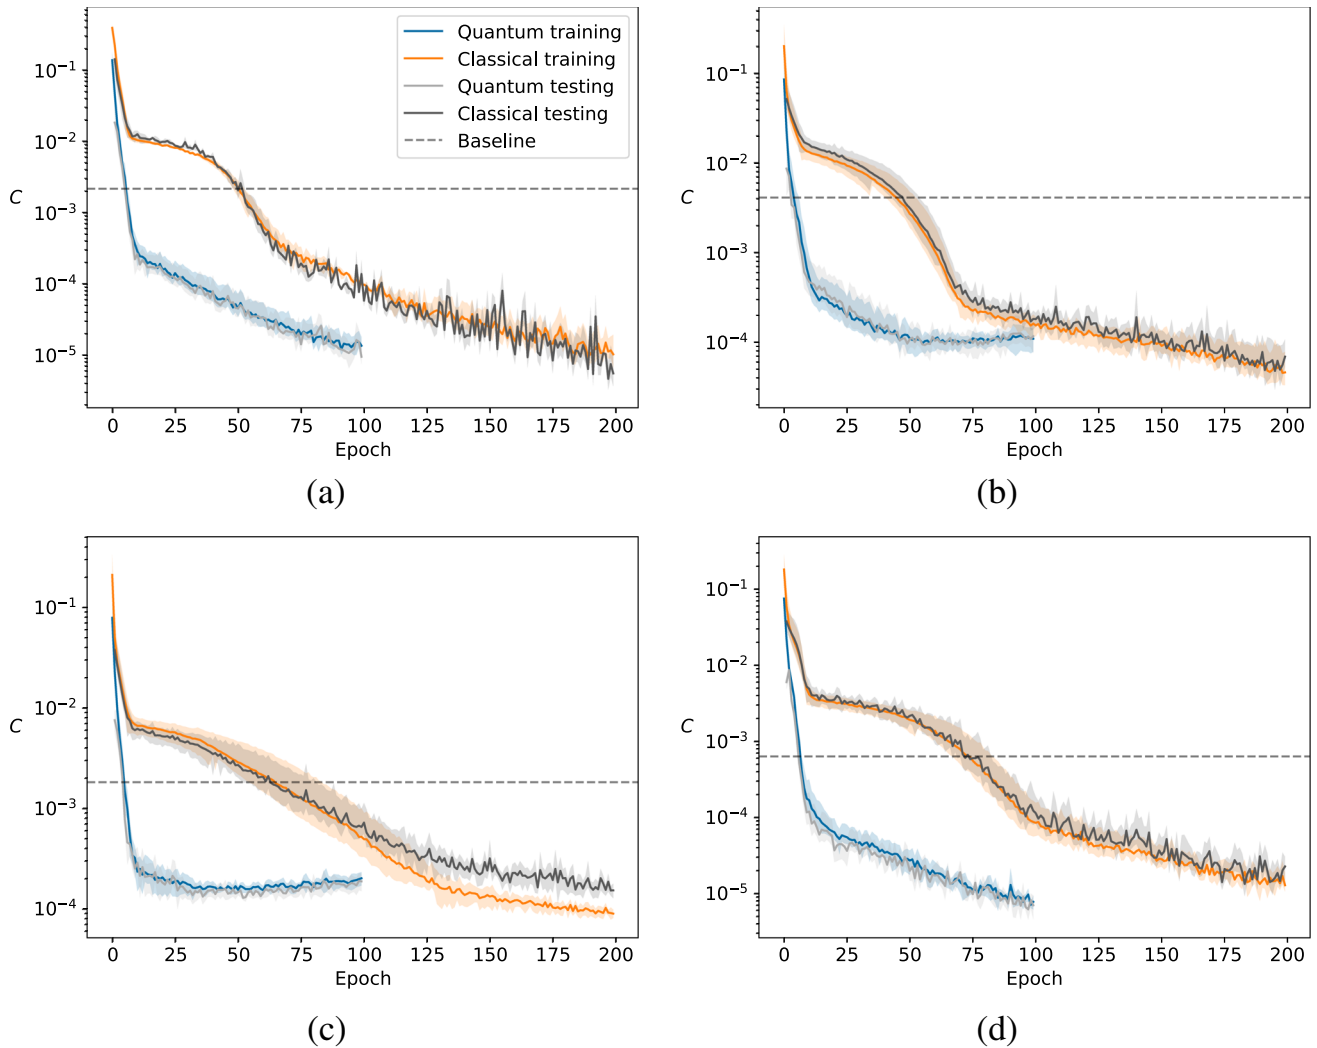 Quantum training
Classical training
Quantum testing
Classical testing
Baseline
C
10⁻¹
10⁻²
10⁻³
10⁻⁴
10⁻⁵
0 25 50 75 100 125 150 175 200
Epoch
(a)
C
10⁻¹
10⁻²
10⁻³
10⁻⁴
0 25 50 75 100 125 150 175 200
Epoch
(b)
C
10⁻¹
10⁻²
10⁻³
10⁻⁴
0 25 50 75 100 125 150 175 200
Epoch
(c)
C
10⁻¹
10⁻²
10⁻³
10⁻⁴
10⁻⁵
0 25 50 75 100 125 150 175 200
Epoch
(d)